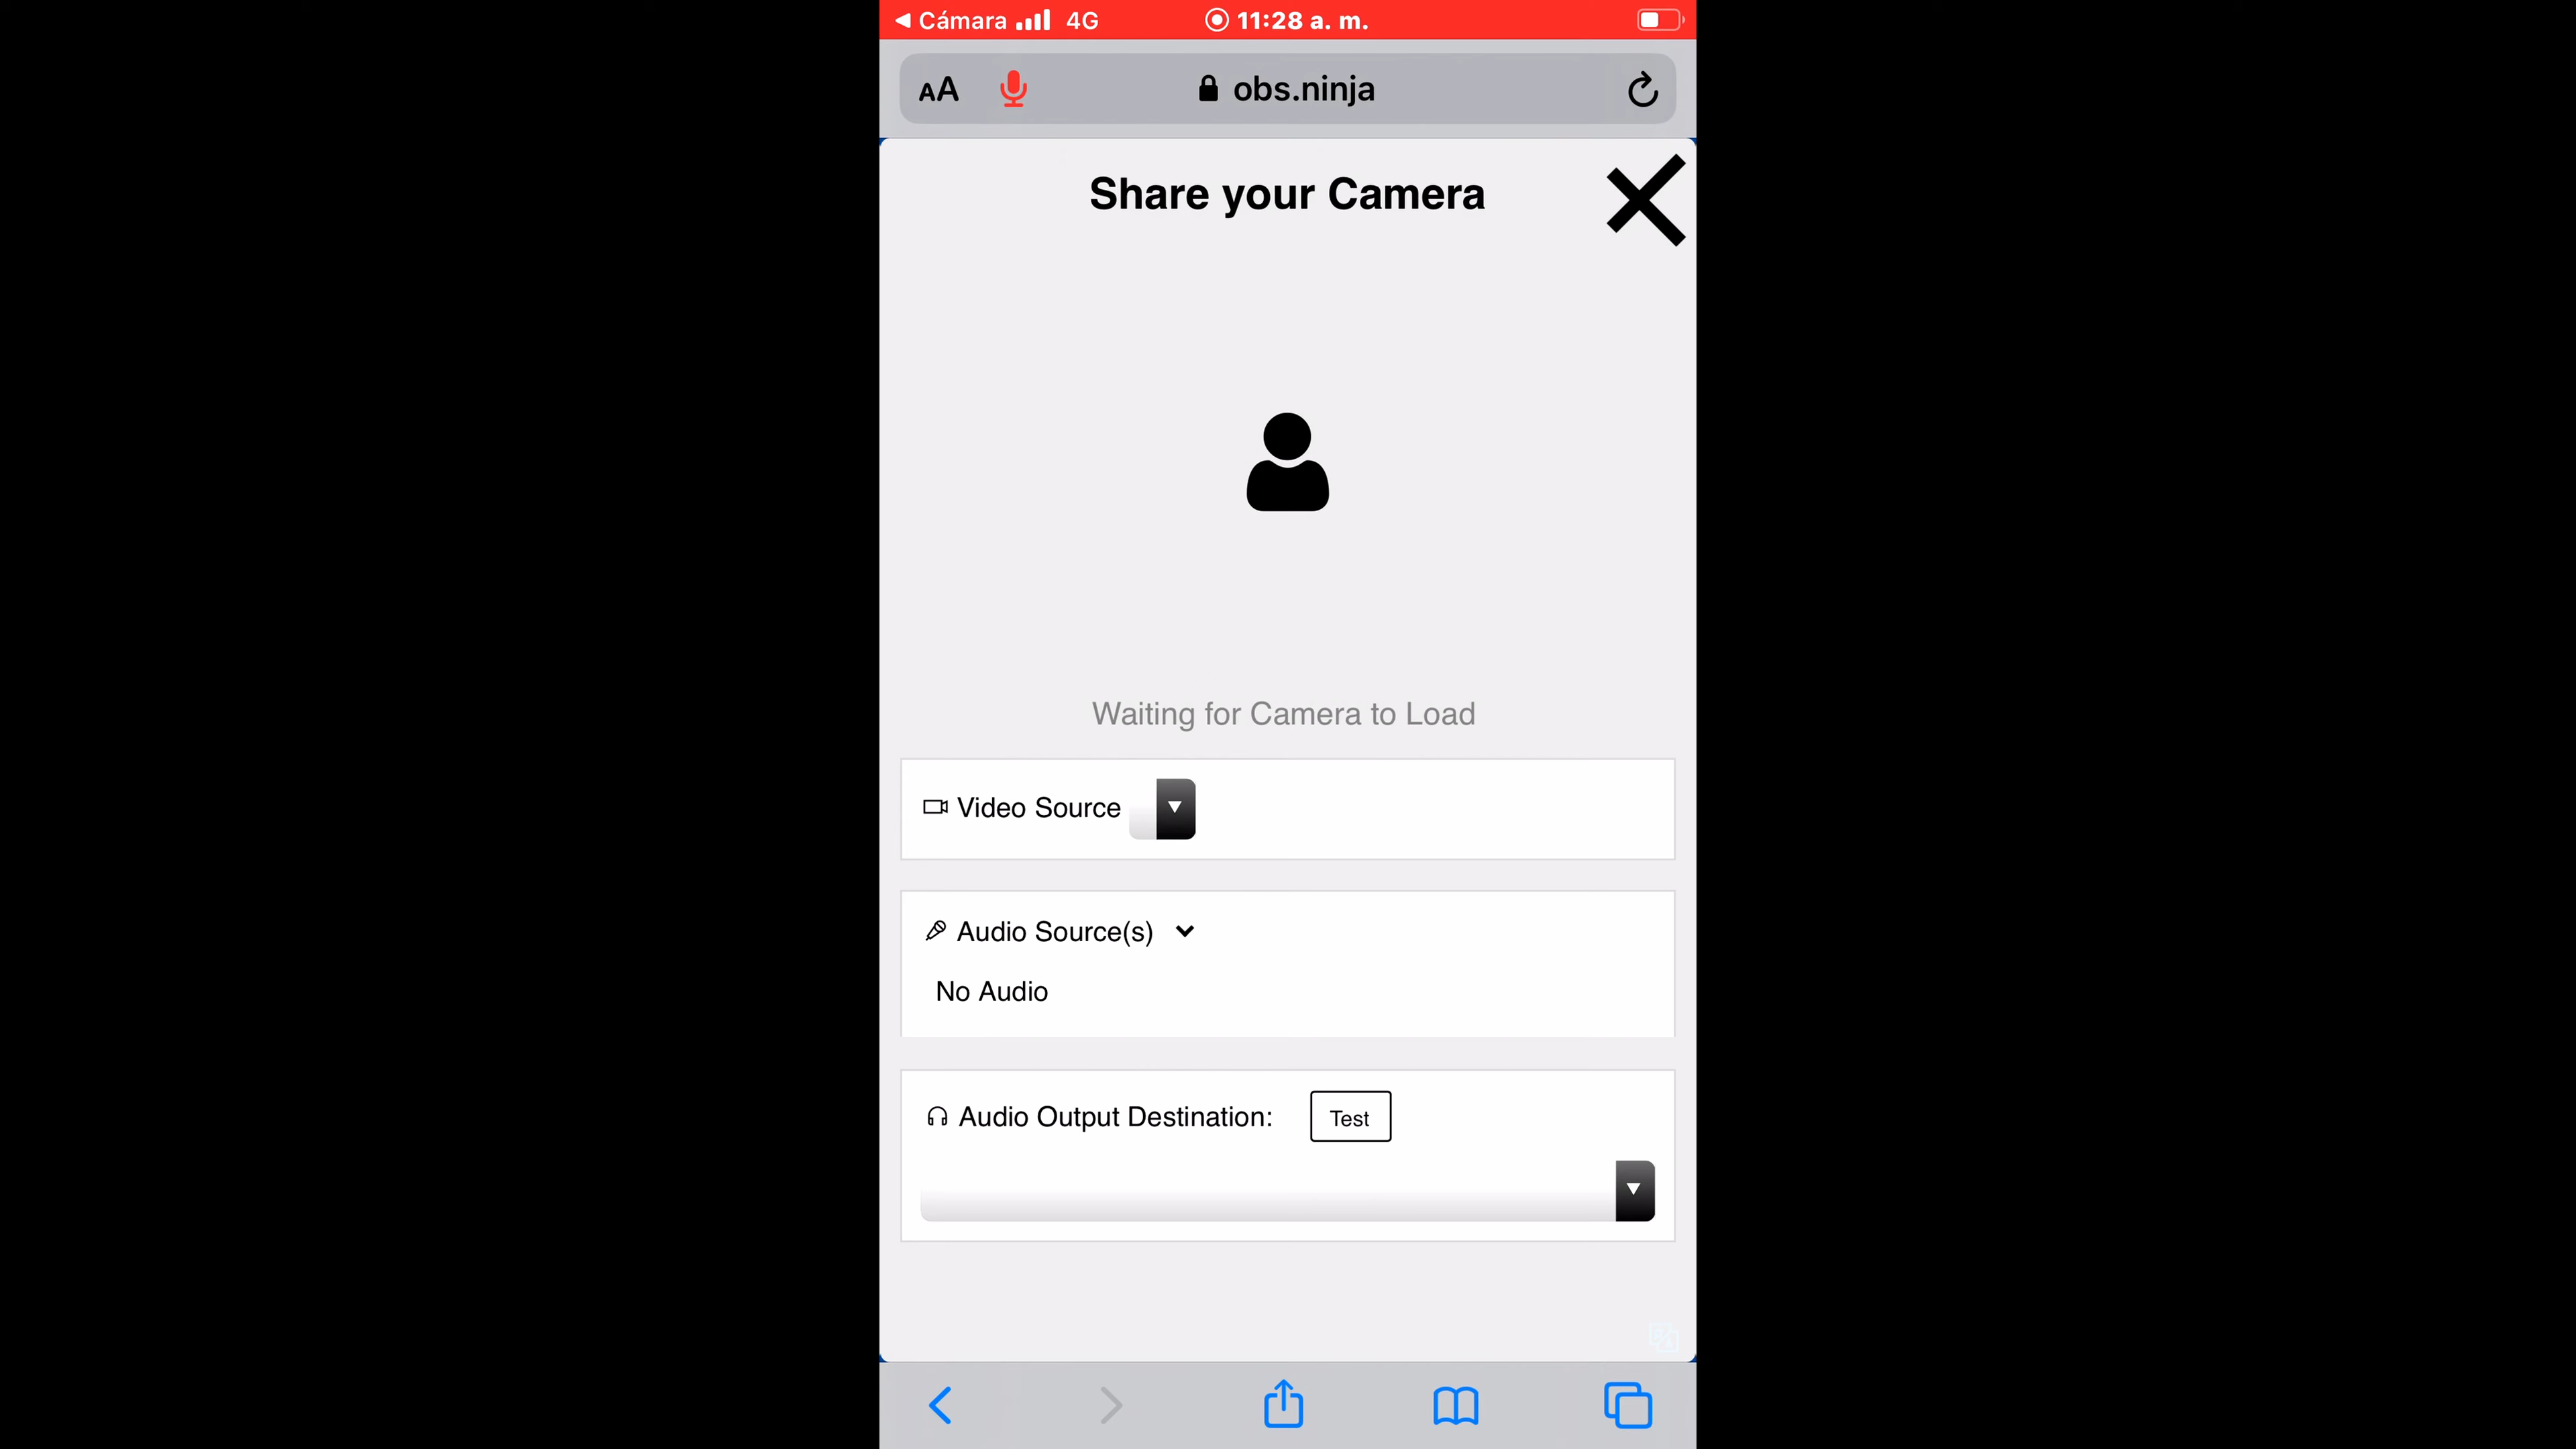 Cámara 4G 11:28 a. m.
AA obs.ninja
Share your Camera
Waiting for Camera to Load
Video Source
Audio Source(s)
No Audio
Audio Output Destination: Test